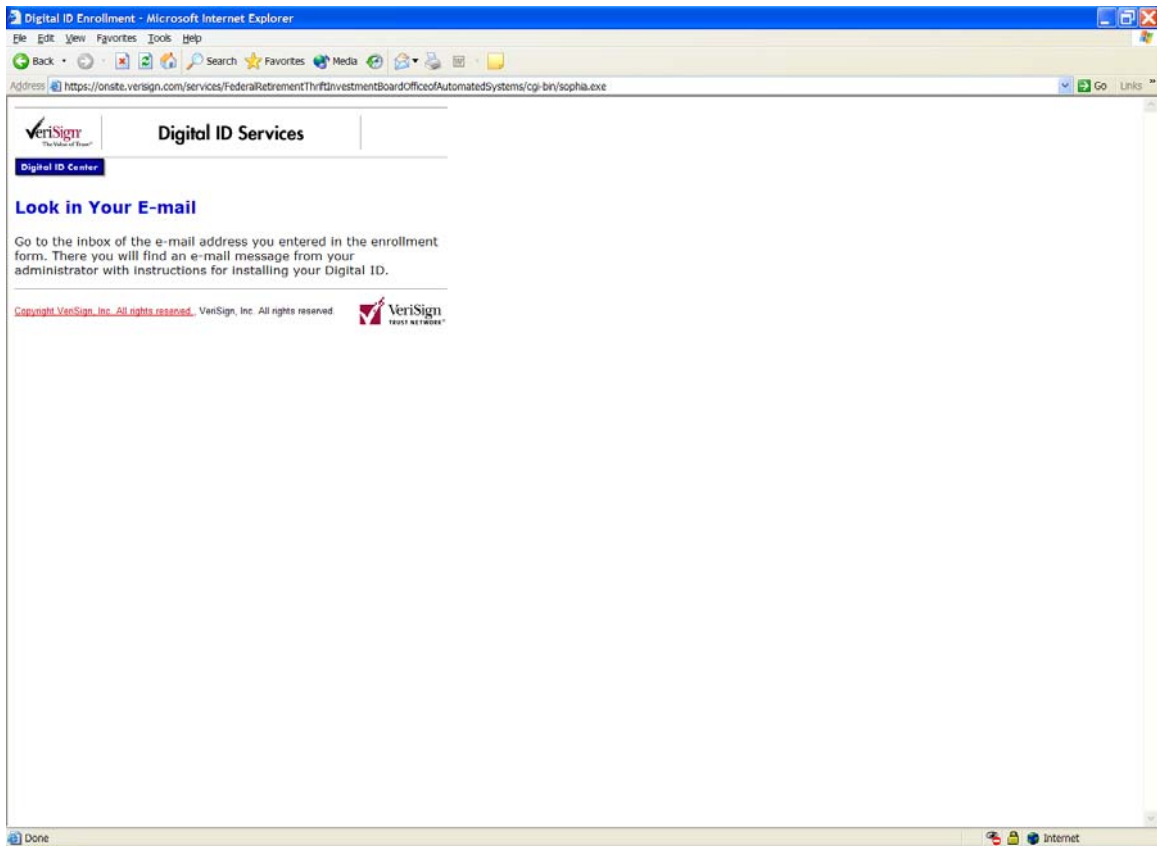 Digital ID Enrollment - Microsoft Internet Explorer
File Edit View Favorites Tools Help
Back Search Favorites Media
Address https://onsite.verisign.com/services/FederalRetirementThriftInvestmentBoardOfficeofAutomatedSystems/cgi-bin/sophia.exe Go Links »
VeriSign Digital ID Services
The Value of Trust
Digital ID Center
Look in Your E-mail
Go to the inbox of the e-mail address you entered in the enrollment
form. There you will find an e-mail message from your
administrator with instructions for installing your Digital ID.
Copyright VeriSign, Inc. All rights reserved., VeriSign, Inc. All rights reserved.
VeriSign
TRUST NETWORK
Done Internet